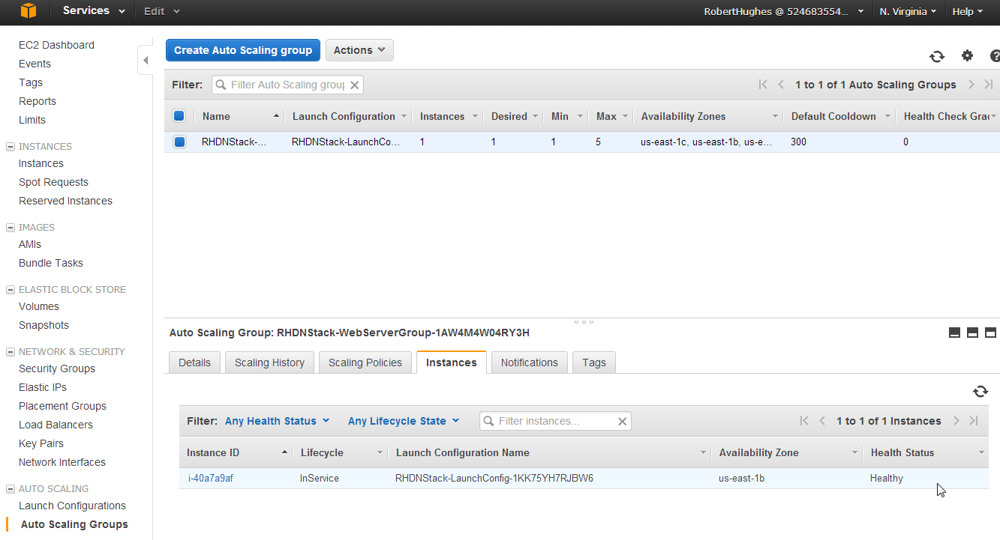 Services Edit RobertHughes @ 524683554... N. Virginia Help
EC2 Dashboard
Events
Tags
Reports
Limits
INSTANCES
Instances
Spot Requests
Reserved Instances
IMAGES
AMIs
Bundle Tasks
ELASTIC BLOCK STORE
Volumes
Snapshots
NETWORK & SECURITY
Security Groups
Elastic IPs
Placement Groups
Load Balancers
Key Pairs
Network Interfaces
AUTO SCALING
Launch Configurations
Auto Scaling Groups
Create Auto Scaling group Actions
Filter: Filter Auto Scaling group 1 to 1 of 1 Auto Scaling Groups
Name Launch Configuration Instances Desired Min Max Availability Zones Default Cooldown Health Check Grac
RHDNStack-... RHDNStack-LaunchCo... 1 1 1 5 us-east-1c, us-east-1b, us-e... 300 0
Auto Scaling Group: RHDNStack-WebServerGroup-1AW4M4W04RY3H
Details Scaling History Scaling Policies Instances Notifications Tags
Filter: Any Health Status Any Lifecycle State Filter instances... 1 to 1 of 1 Instances
Instance ID Lifecycle Launch Configuration Name Availability Zone Health Status
i-40a7a9af InService RHDNStack-LaunchConfig-1KK75YH7RJBW6 us-east-1b Healthy